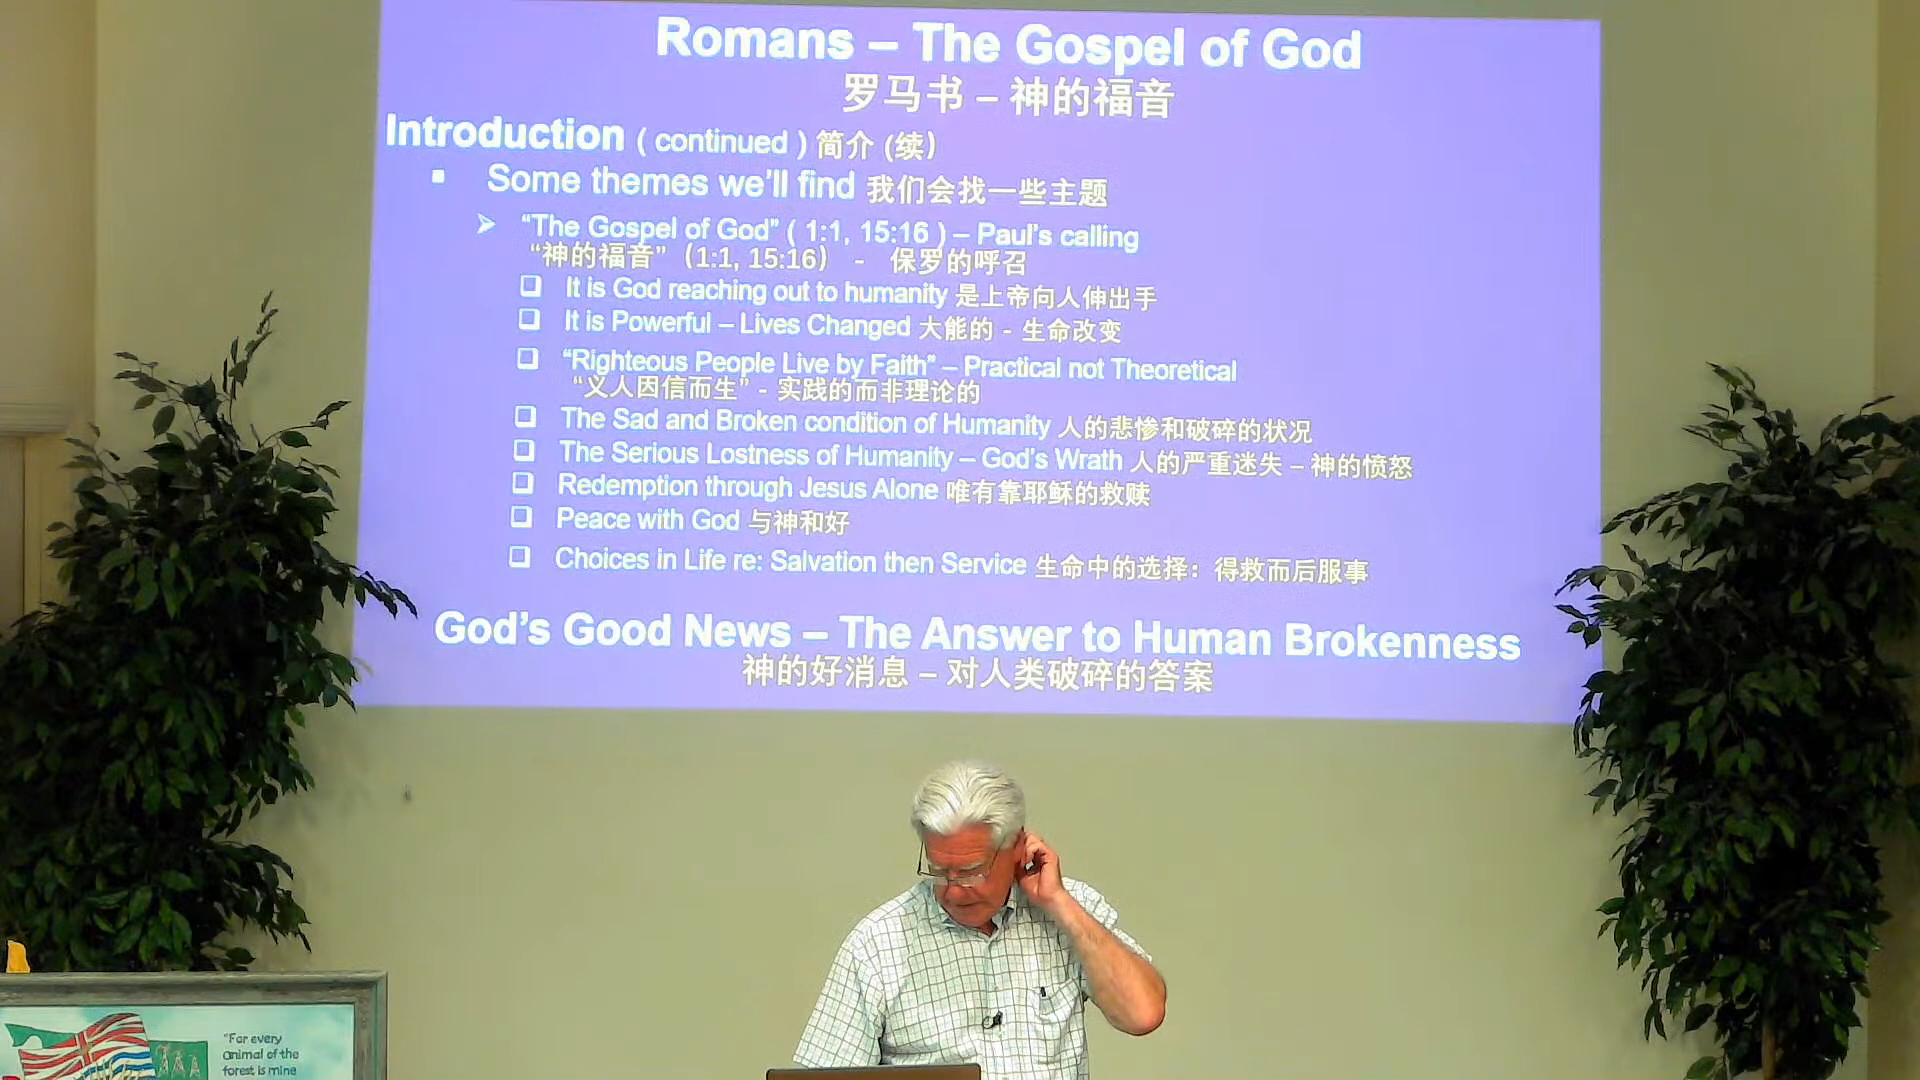 Romans – The Gospel of God
罗马书 – 神的福音
Introduction ( continued ) 简介 (续)
▪ Some themes we'll find 我们会找一些主题
➢ “The Gospel of God” ( 1:1, 15:16 ) – Paul's calling
“神的福音”（1:1, 15:16） - 保罗的呼召
❑ It is God reaching out to humanity 是上帝向人伸出手
❑ It is Powerful – Lives Changed 大能的 - 生命改变
❑ “Righteous People Live by Faith” – Practical not Theoretical
“义人因信而生” - 实践的而非理论的
❑ The Sad and Broken condition of Humanity 人的悲惨和破碎的状况
❑ The Serious Lostness of Humanity – God's Wrath 人的严重迷失 – 神的愤怒
❑ Redemption through Jesus Alone 唯有靠耶稣的救赎
❑ Peace with God 与神和好
❑ Choices in Life re: Salvation then Service 生命中的选择：得救而后服事
God's Good News – The Answer to Human Brokenness
神的好消息 – 对人类破碎的答案
“For every
animal of the
forest is mine